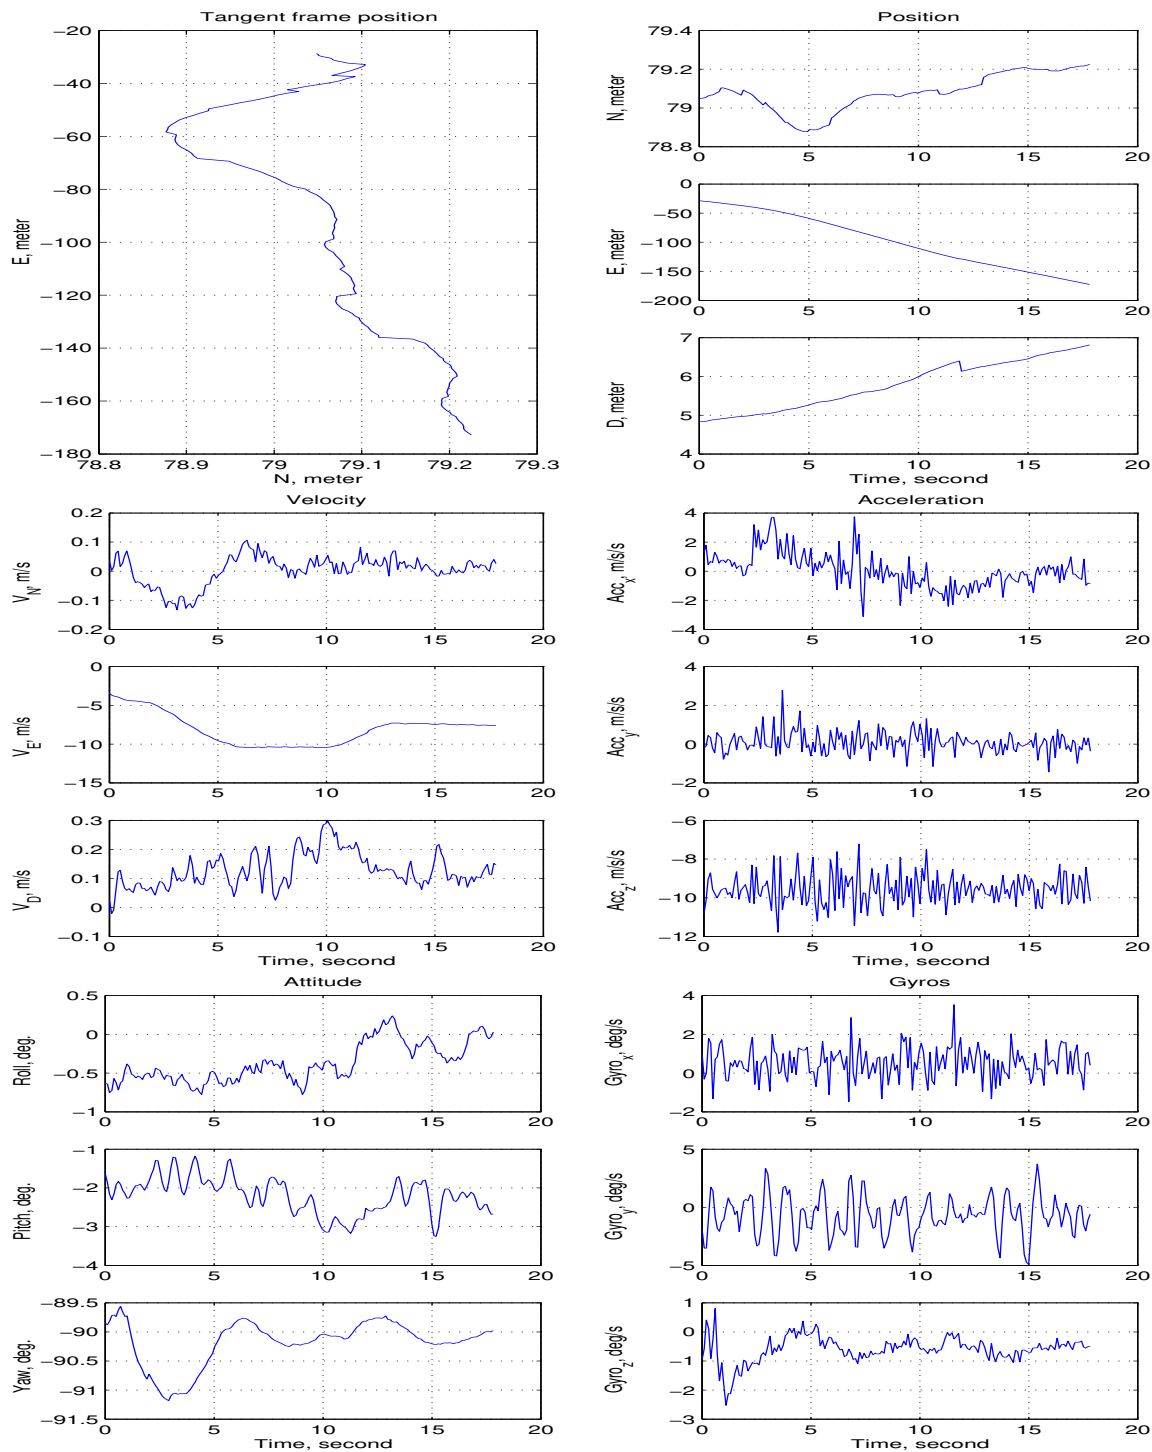 Tangent frame position
−20
−40
−60
−80
−100
−120
−140
−160
−180
E, meter
78.8 78.9 79 79.1 79.2 79.3
N, meter
Position
79.4
79.2
79
78.8
N, meter
0 5 10 15 20
0
−50
−100
−150
−200
E, meter
0 5 10 15 20
7
6
5
4
D, meter
0 5 10 15 20
Time, second
Velocity
0.2
0.1
0
−0.1
−0.2
V_N, m/s
0 5 10 15 20
0
−5
−10
−15
V_E, m/s
0 5 10 15 20
0.3
0.2
0.1
0
−0.1
V_D, m/s
0 5 10 15 20
Time, second
Acceleration
4
2
0
−2
−4
Acc_x, m/s/s
0 5 10 15 20
4
2
0
−2
Acc_y, m/s/s
0 5 10 15 20
−6
−8
−10
−12
Acc_z, m/s/s
0 5 10 15 20
Time, second
Attitude
0.5
0
−0.5
−1
Roll, deg.
0 5 10 15 20
−1
−2
−3
−4
Pitch, deg.
0 5 10 15 20
−89.5
−90
−90.5
−91
−91.5
Yaw, deg.
0 5 10 15 20
Time, second
Gyros
4
2
0
−2
Gyro_x, deg/s
0 5 10 15 20
5
0
−5
Gyro_y, deg/s
0 5 10 15 20
1
0
−1
−2
−3
Gyro_z, deg/s
0 5 10 15 20
Time, second